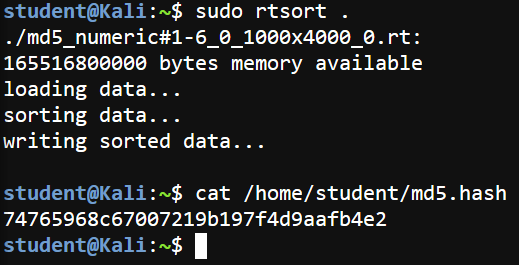 student@Kali:~$ sudo rtsort .
./md5_numeric#1-6_0_1000x4000_0.rt:
165516800000 bytes memory available
loading data...
sorting data...
writing sorted data...
student@Kali:~$ cat /home/student/md5.hash
74765968c67007219b197f4d9aafb4e2
student@Kali:~$